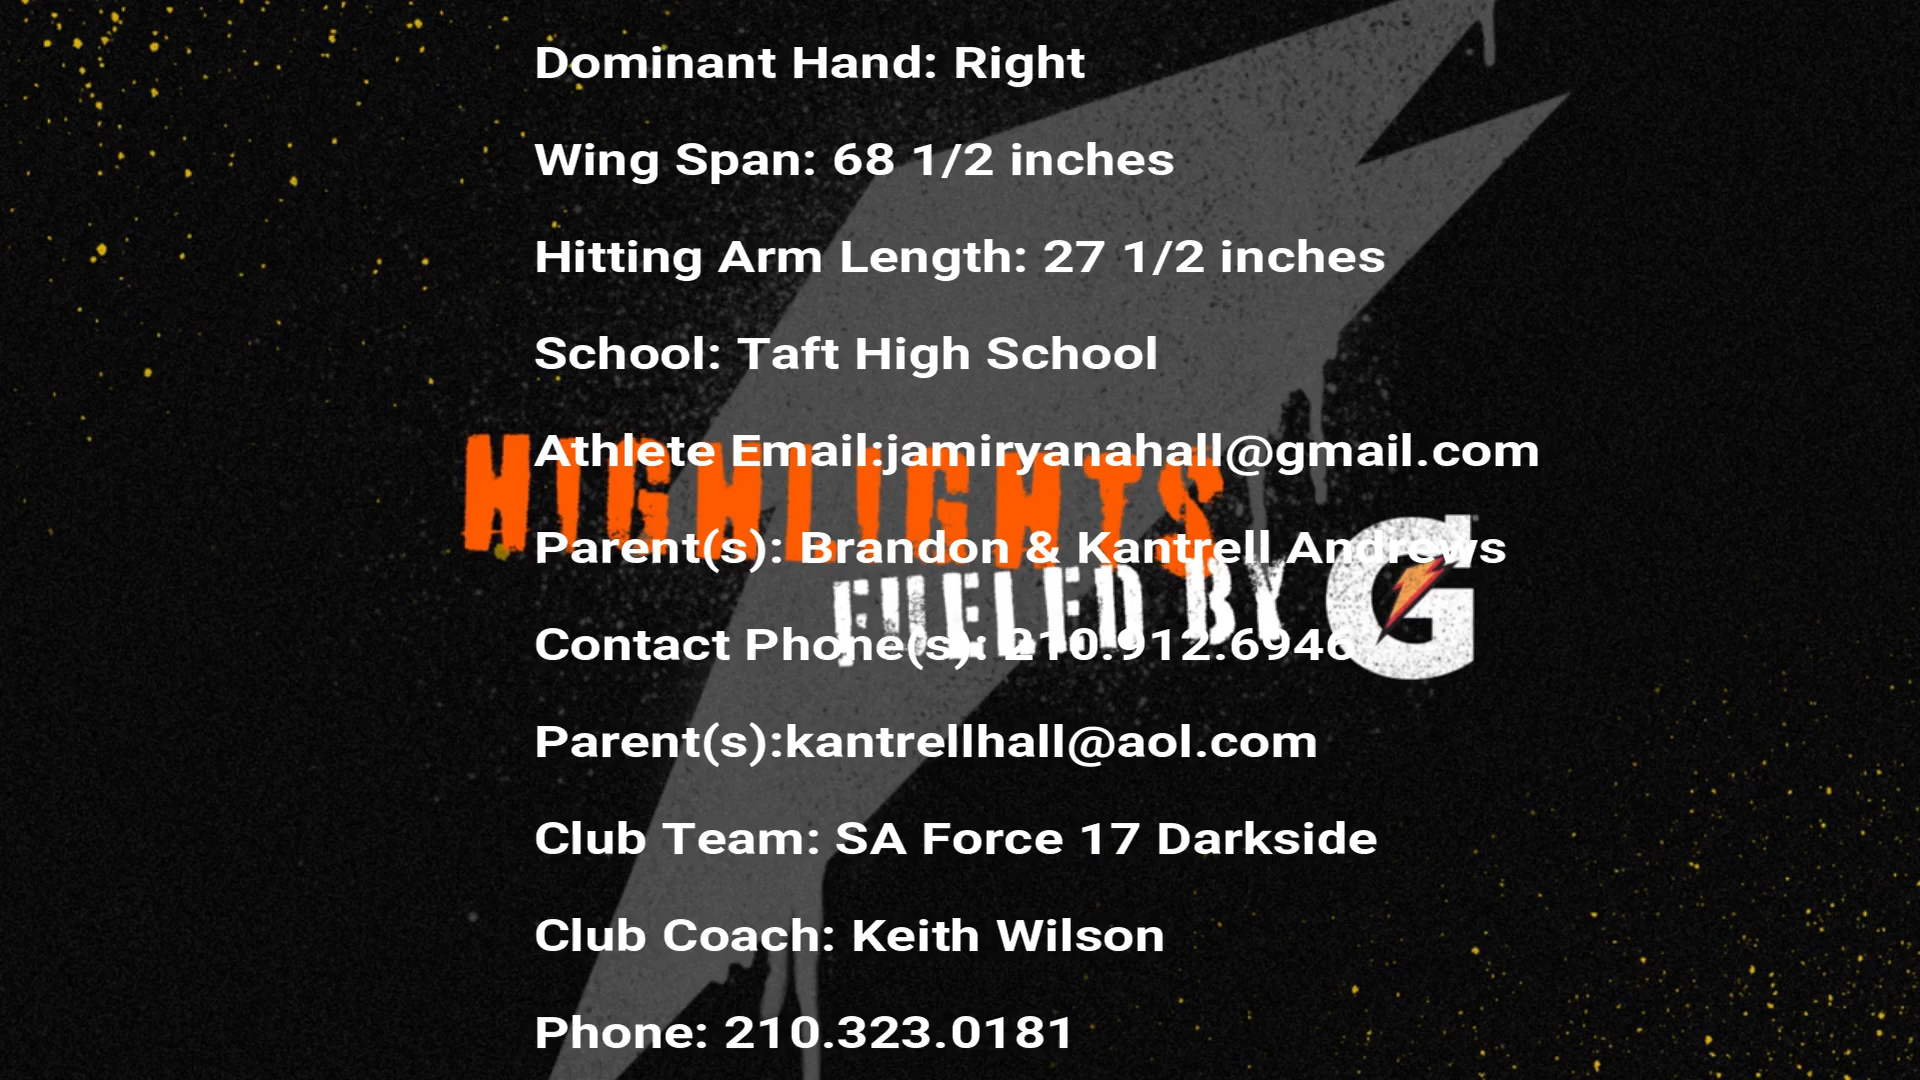 Dominant Hand: Right
Wing Span: 68 1/2 inches
Hitting Arm Length: 27 1/2 inches
School: Taft High School
Athlete Email:jamiryanahall@gmail.com
HIGHLIGHTS
Parent(s): Brandon & Kantrell Andrews
FUELED BY G
Contact Phone(s): 210.912.6946
Parent(s):kantrellhall@aol.com
Club Team: SA Force 17 Darkside
Club Coach: Keith Wilson
Phone: 210.323.0181